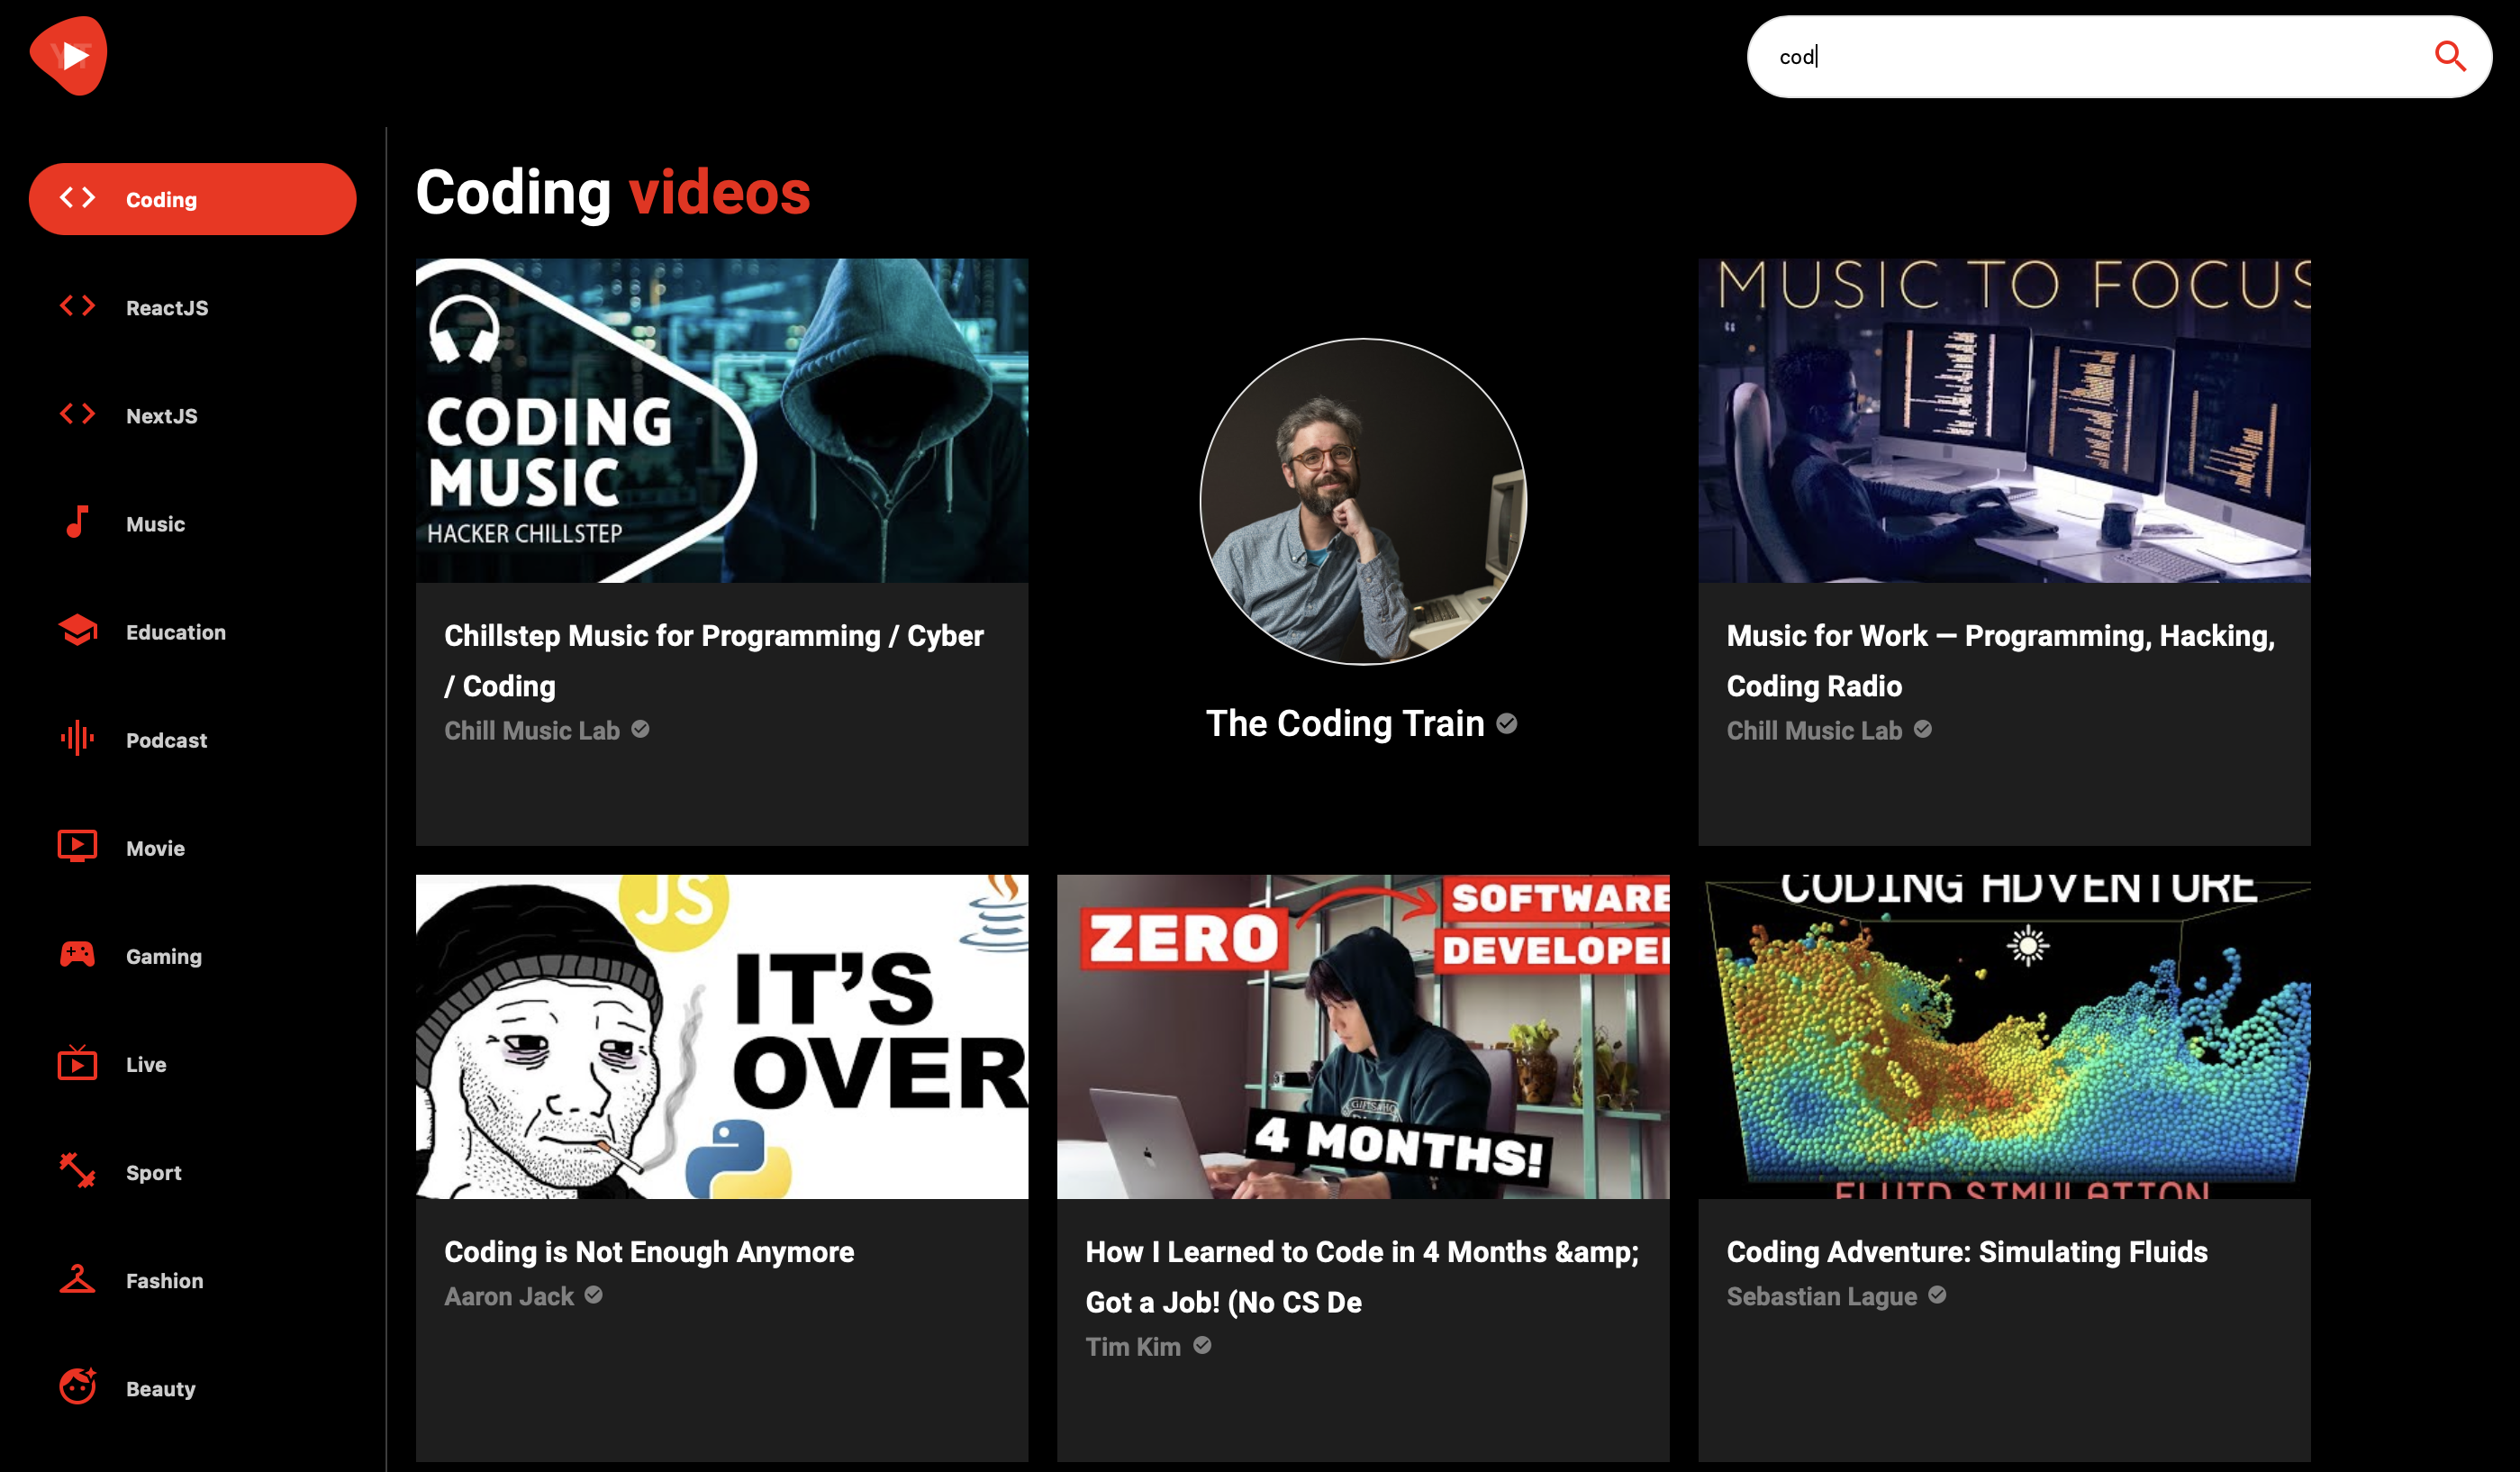 YT
cod
Coding
ReactJS
NextJS
Music
Education
Podcast
Movie
Gaming
Live
Sport
Fashion
Beauty
Coding videos
CODING
MUSIC
HACKER CHILLSTEP
Chillstep Music for Programming / Cyber
/ Coding
Chill Music Lab
The Coding Train
MUSIC TO FOCUS
Music for Work — Programming, Hacking,
Coding Radio
Chill Music Lab
JS
IT'S
OVER
Coding is Not Enough Anymore
Aaron Jack
ZERO
SOFTWARE
DEVELOPER
4 MONTHS!
How I Learned to Code in 4 Months &amp;
Got a Job! (No CS De
Tim Kim
CODING ADVENTURE
FLUID SIMULATION
Coding Adventure: Simulating Fluids
Sebastian Lague